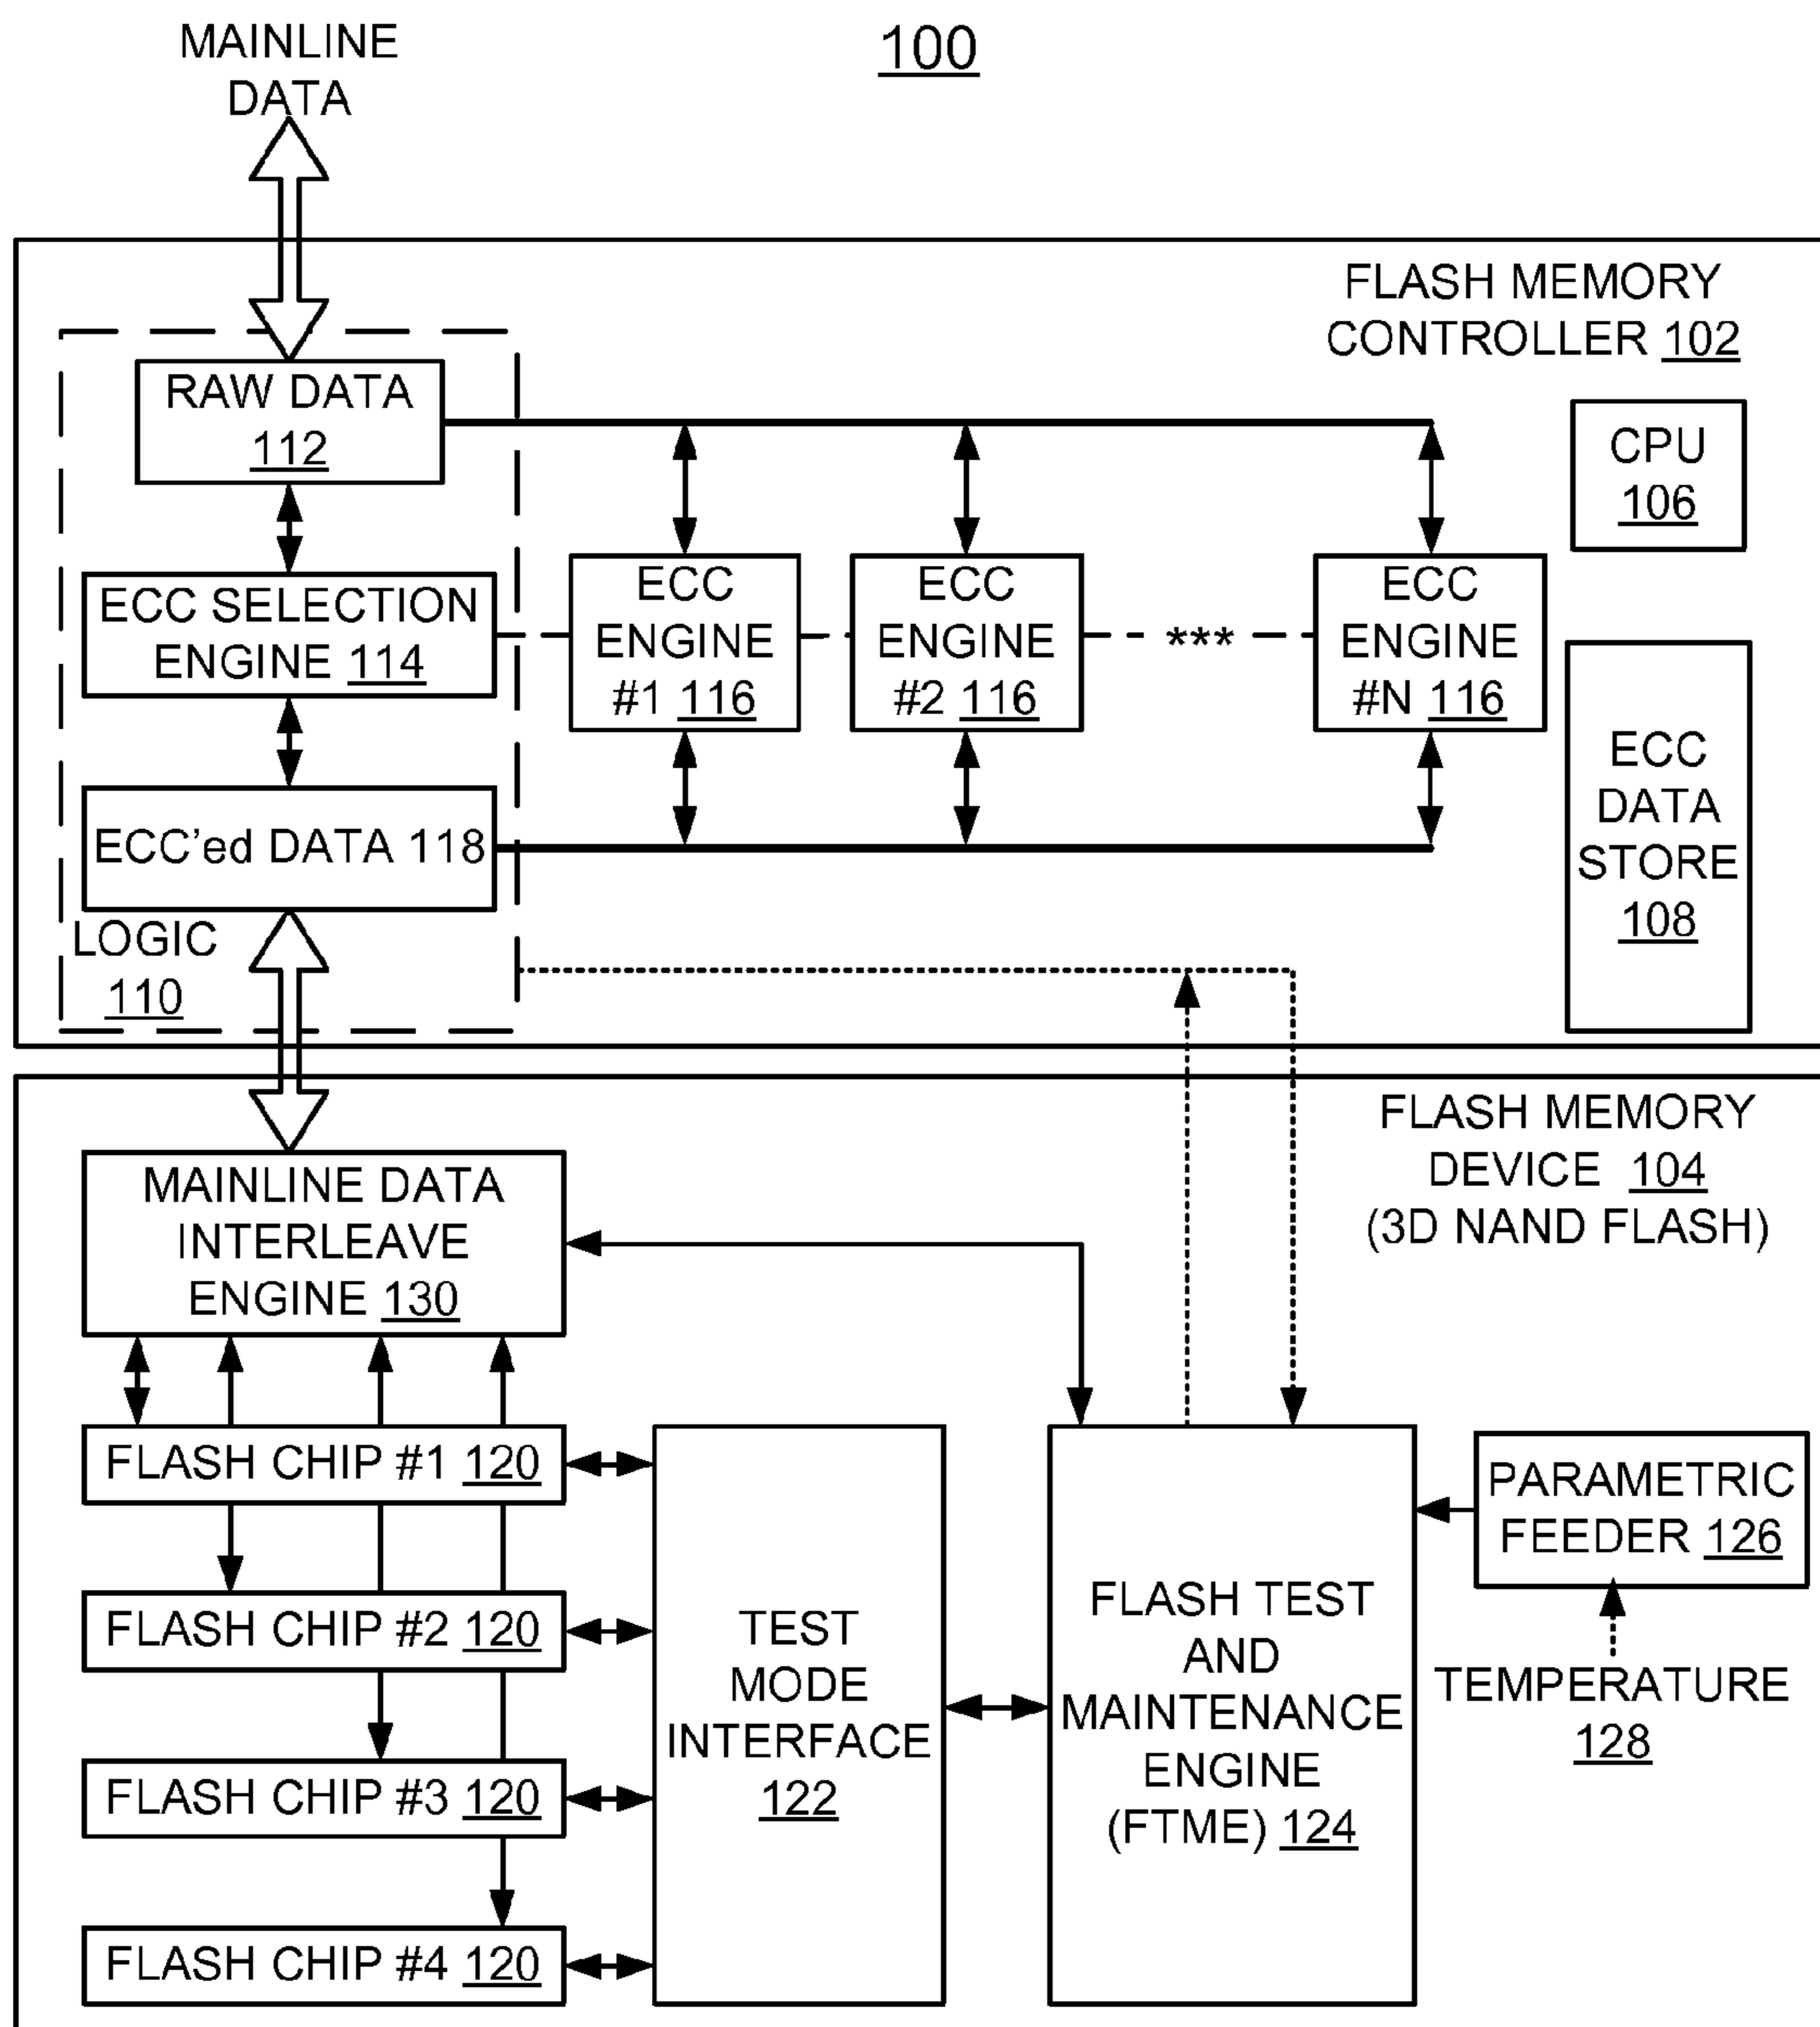 100
MAINLINE
DATA
FLASH MEMORY
CONTROLLER 102
RAW DATA
112
CPU
106
ECC SELECTION
ENGINE 114
ECC
ENGINE
#1 116
ECC
ENGINE
#2 116
***
ECC
ENGINE
#N 116
ECC
DATA
STORE
108
ECC'ed DATA 118
LOGIC
110
FLASH MEMORY
DEVICE 104
(3D NAND FLASH)
MAINLINE DATA
INTERLEAVE
ENGINE 130
FLASH CHIP #1 120
FLASH CHIP #2 120
FLASH CHIP #3 120
FLASH CHIP #4 120
TEST
MODE
INTERFACE
122
FLASH TEST
AND
MAINTENANCE
ENGINE
(FTME) 124
PARAMETRIC
FEEDER 126
TEMPERATURE
128